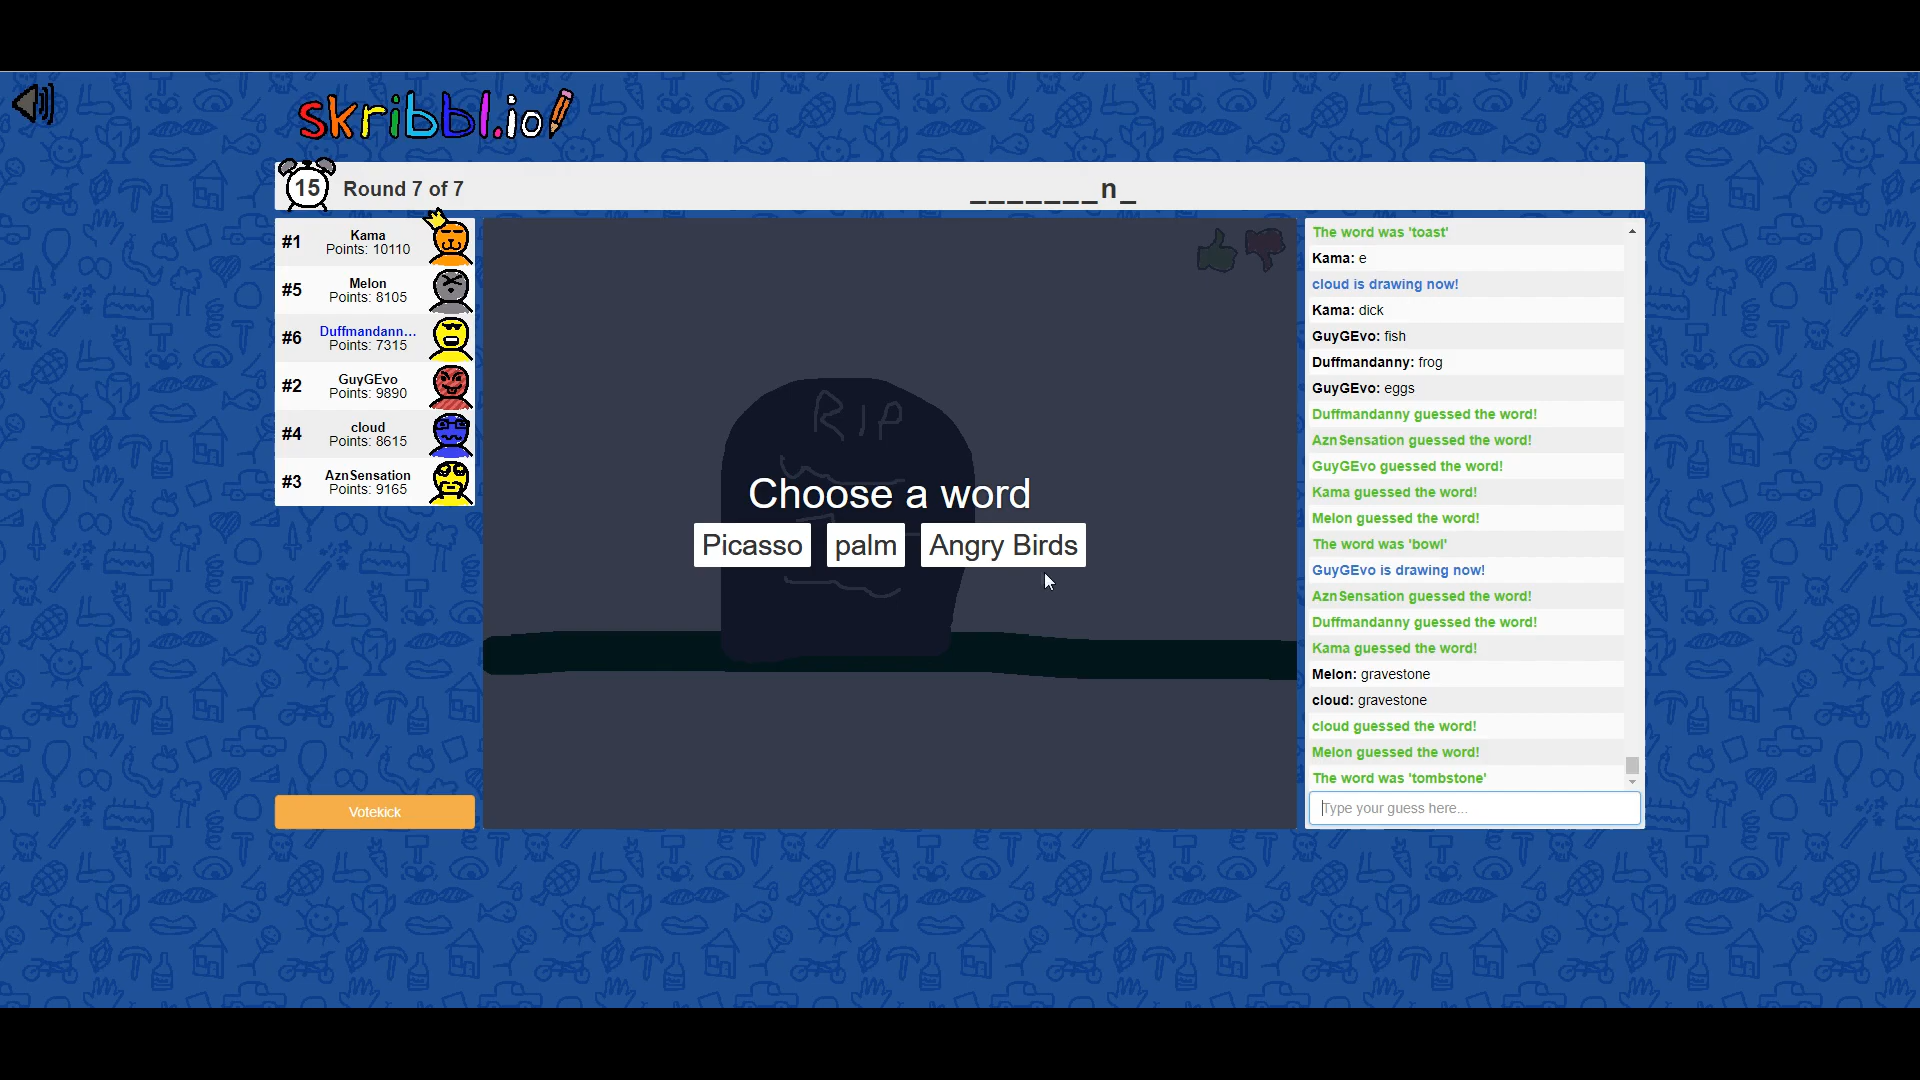 skribbl.io
15
Round 7 of 7
_______n_
#1
Kama
Points: 10110
#5
Melon
Points: 8105
#6
Duffmandann...
Points: 7315
#2
GuyGEvo
Points: 9890
#4
cloud
Points: 8615
#3
AznSensation
Points: 9165
Votekick
RIP
Choose a word
Picasso
palm
Angry Birds
The word was 'toast'
Kama: e
cloud is drawing now!
Kama: dick
GuyGEvo: fish
Duffmandanny: frog
GuyGEvo: eggs
Duffmandanny guessed the word!
AznSensation guessed the word!
GuyGEvo guessed the word!
Kama guessed the word!
Melon guessed the word!
The word was 'bowl'
GuyGEvo is drawing now!
AznSensation guessed the word!
Duffmandanny guessed the word!
Kama guessed the word!
Melon: gravestone
cloud: gravestone
cloud guessed the word!
Melon guessed the word!
The word was 'tombstone'
Type your guess here...